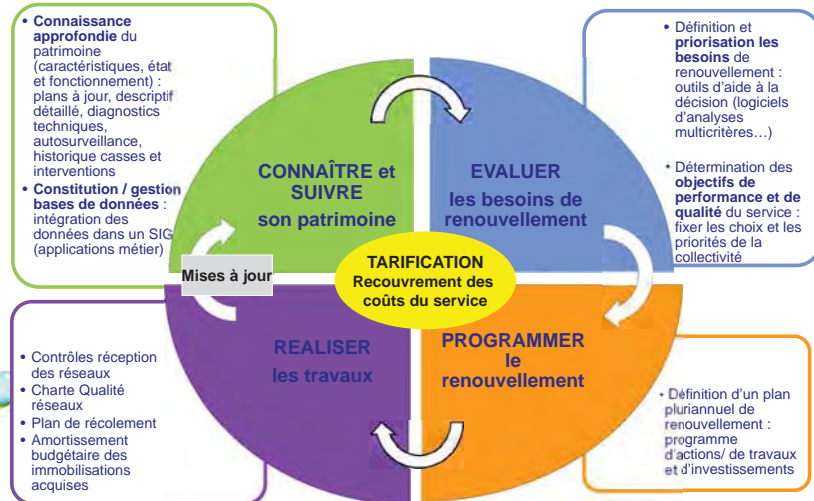 • Connaissance
approfondie du
patrimoine
(caractéristiques, état
et fonctionnement) :
plans à jour, descriptif
détaillé, diagnostics
techniques,
autosurveillance,
historique casses et
interventions
• Constitution / gestion
bases de données :
intégration des
données dans un SIG
(applications métier)
CONNAÎTRE et
SUIVRE
son patrimoine
EVALUER
les besoins de
renouvellement
• Définition et
priorisation les
besoins de
renouvellement :
outils d'aide à la
décision (logiciels
d'analyses
multicritères…)
• Détermination des
objectifs de
performance et de
qualité du service :
fixer les choix et les
priorités de la
collectivité
TARIFICATION
Recouvrement des
coûts du service
Mises à jour
REALISER
les travaux
PROGRAMMER
le
renouvellement
• Contrôles réception
des réseaux
• Charte Qualité
réseaux
• Plan de récolement
• Amortissement
budgétaire des
immobilisations
acquises
• Définition d'un plan
pluriannuel de
renouvellement :
programme
d'actions/ de travaux
et d'investissements